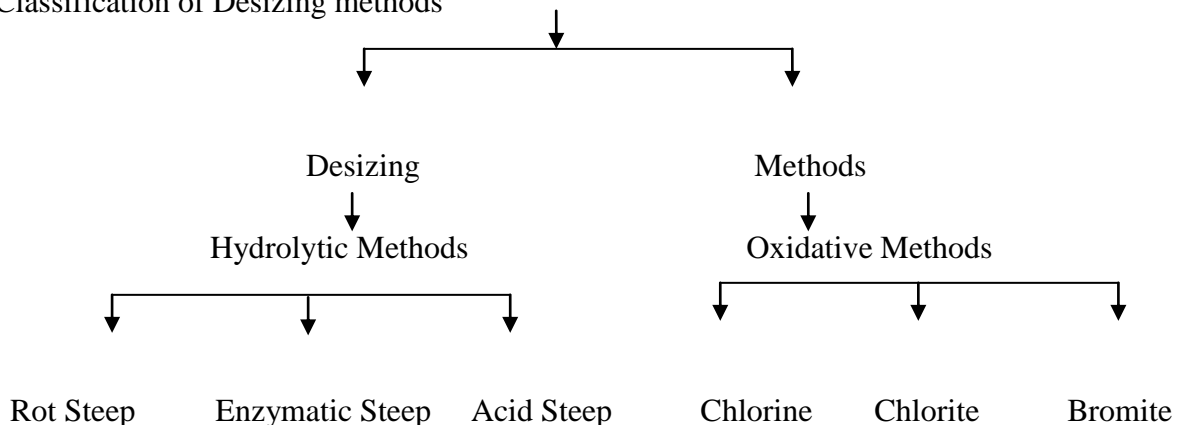 Classification of Desizing methods
Desizing Methods
Hydrolytic Methods Oxidative Methods
Rot Steep Enzymatic Steep Acid Steep Chlorine Chlorite Bromite